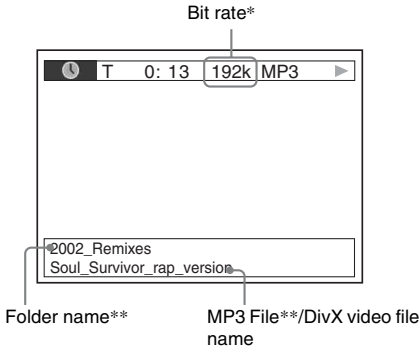 Bit rate*
T 0: 13 192k MP3
2002_Remixes
Soul_Survivor_rap_version
Folder name**
MP3 File**/DivX video file
name